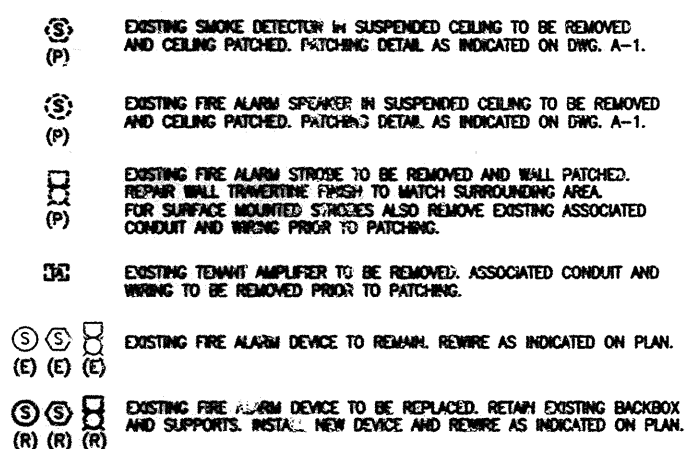 S EXISTING SMOKE DETECTOR IN SUSPENDED CEILING TO BE REMOVED
(P) AND CEILING PATCHED. PATCHING DETAIL AS INDICATED ON DWG. A-1.
S EXISTING FIRE ALARM SPEAKER IN SUSPENDED CEILING TO BE REMOVED
(P) AND CEILING PATCHED. PATCHING DETAIL AS INDICATED ON DWG. A-1.
EXISTING FIRE ALARM STROBE TO BE REMOVED AND WALL PATCHED.
REPAIR WALL TRAVERTINE FINISH TO MATCH SURROUNDING AREA.
(P) FOR SURFACE MOUNTED STROBES ALSO REMOVE EXISTING ASSOCIATED
CONDUIT AND WIRING PRIOR TO PATCHING.
TA EXISTING TENANT AMPLIFIER TO BE REMOVED. ASSOCIATED CONDUIT AND
WIRING TO BE REMOVED PRIOR TO PATCHING.
S S EXISTING FIRE ALARM DEVICE TO REMAIN. REWIRE AS INDICATED ON PLAN.
(E) (E) (E)
S S EXISTING FIRE ALARM DEVICE TO BE REPLACED. RETAIN EXISTING BACKBOX
(R) (R) (R) AND SUPPORTS. INSTALL NEW DEVICE AND REWIRE AS INDICATED ON PLAN.